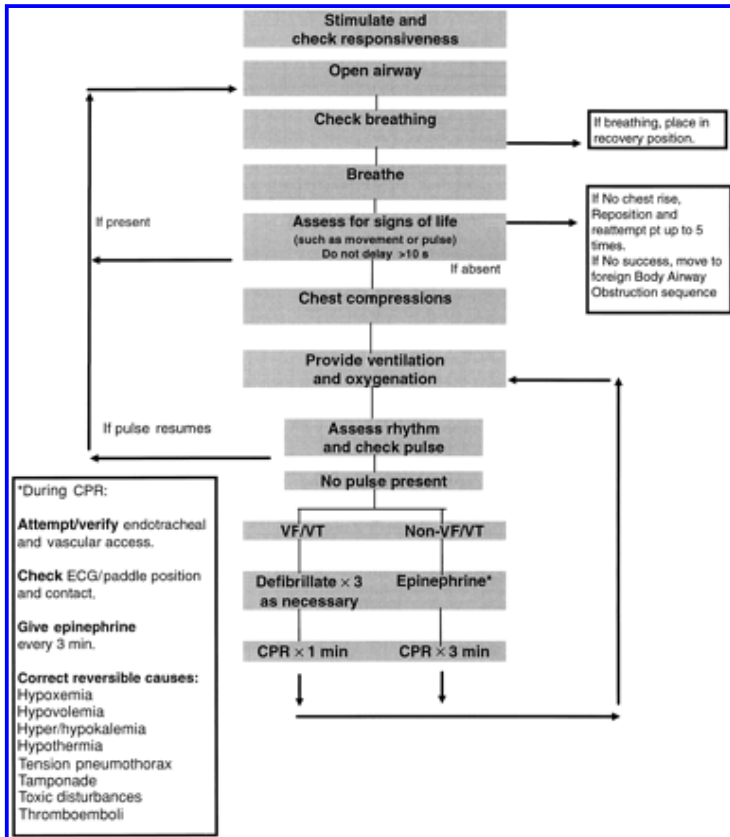 Stimulate and
check responsiveness
Open airway
Check breathing
If breathing, place in
recovery position.
Breathe
If present
Assess for signs of life
(such as movement or pulse)
Do not delay >10 s
If No chest rise,
Reposition and
reattempt pt up to 5
times.
If No success, move to
foreign Body Airway
Obstruction sequence
If absent
Chest compressions
Provide ventilation
and oxygenation
If pulse resumes
Assess rhythm
and check pulse
No pulse present
VF/VT
Non-VF/VT
Defibrillate × 3
as necessary
Epinephrine*
CPR × 1 min
CPR × 3 min
*During CPR:
Attempt/verify endotracheal
and vascular access.
Check ECG/paddle position
and contact.
Give epinephrine
every 3 min.
Correct reversible causes:
Hypoxemia
Hypovolemia
Hyper/hypokalemia
Hypothermia
Tension pneumothorax
Tamponade
Toxic disturbances
Thromboemboli